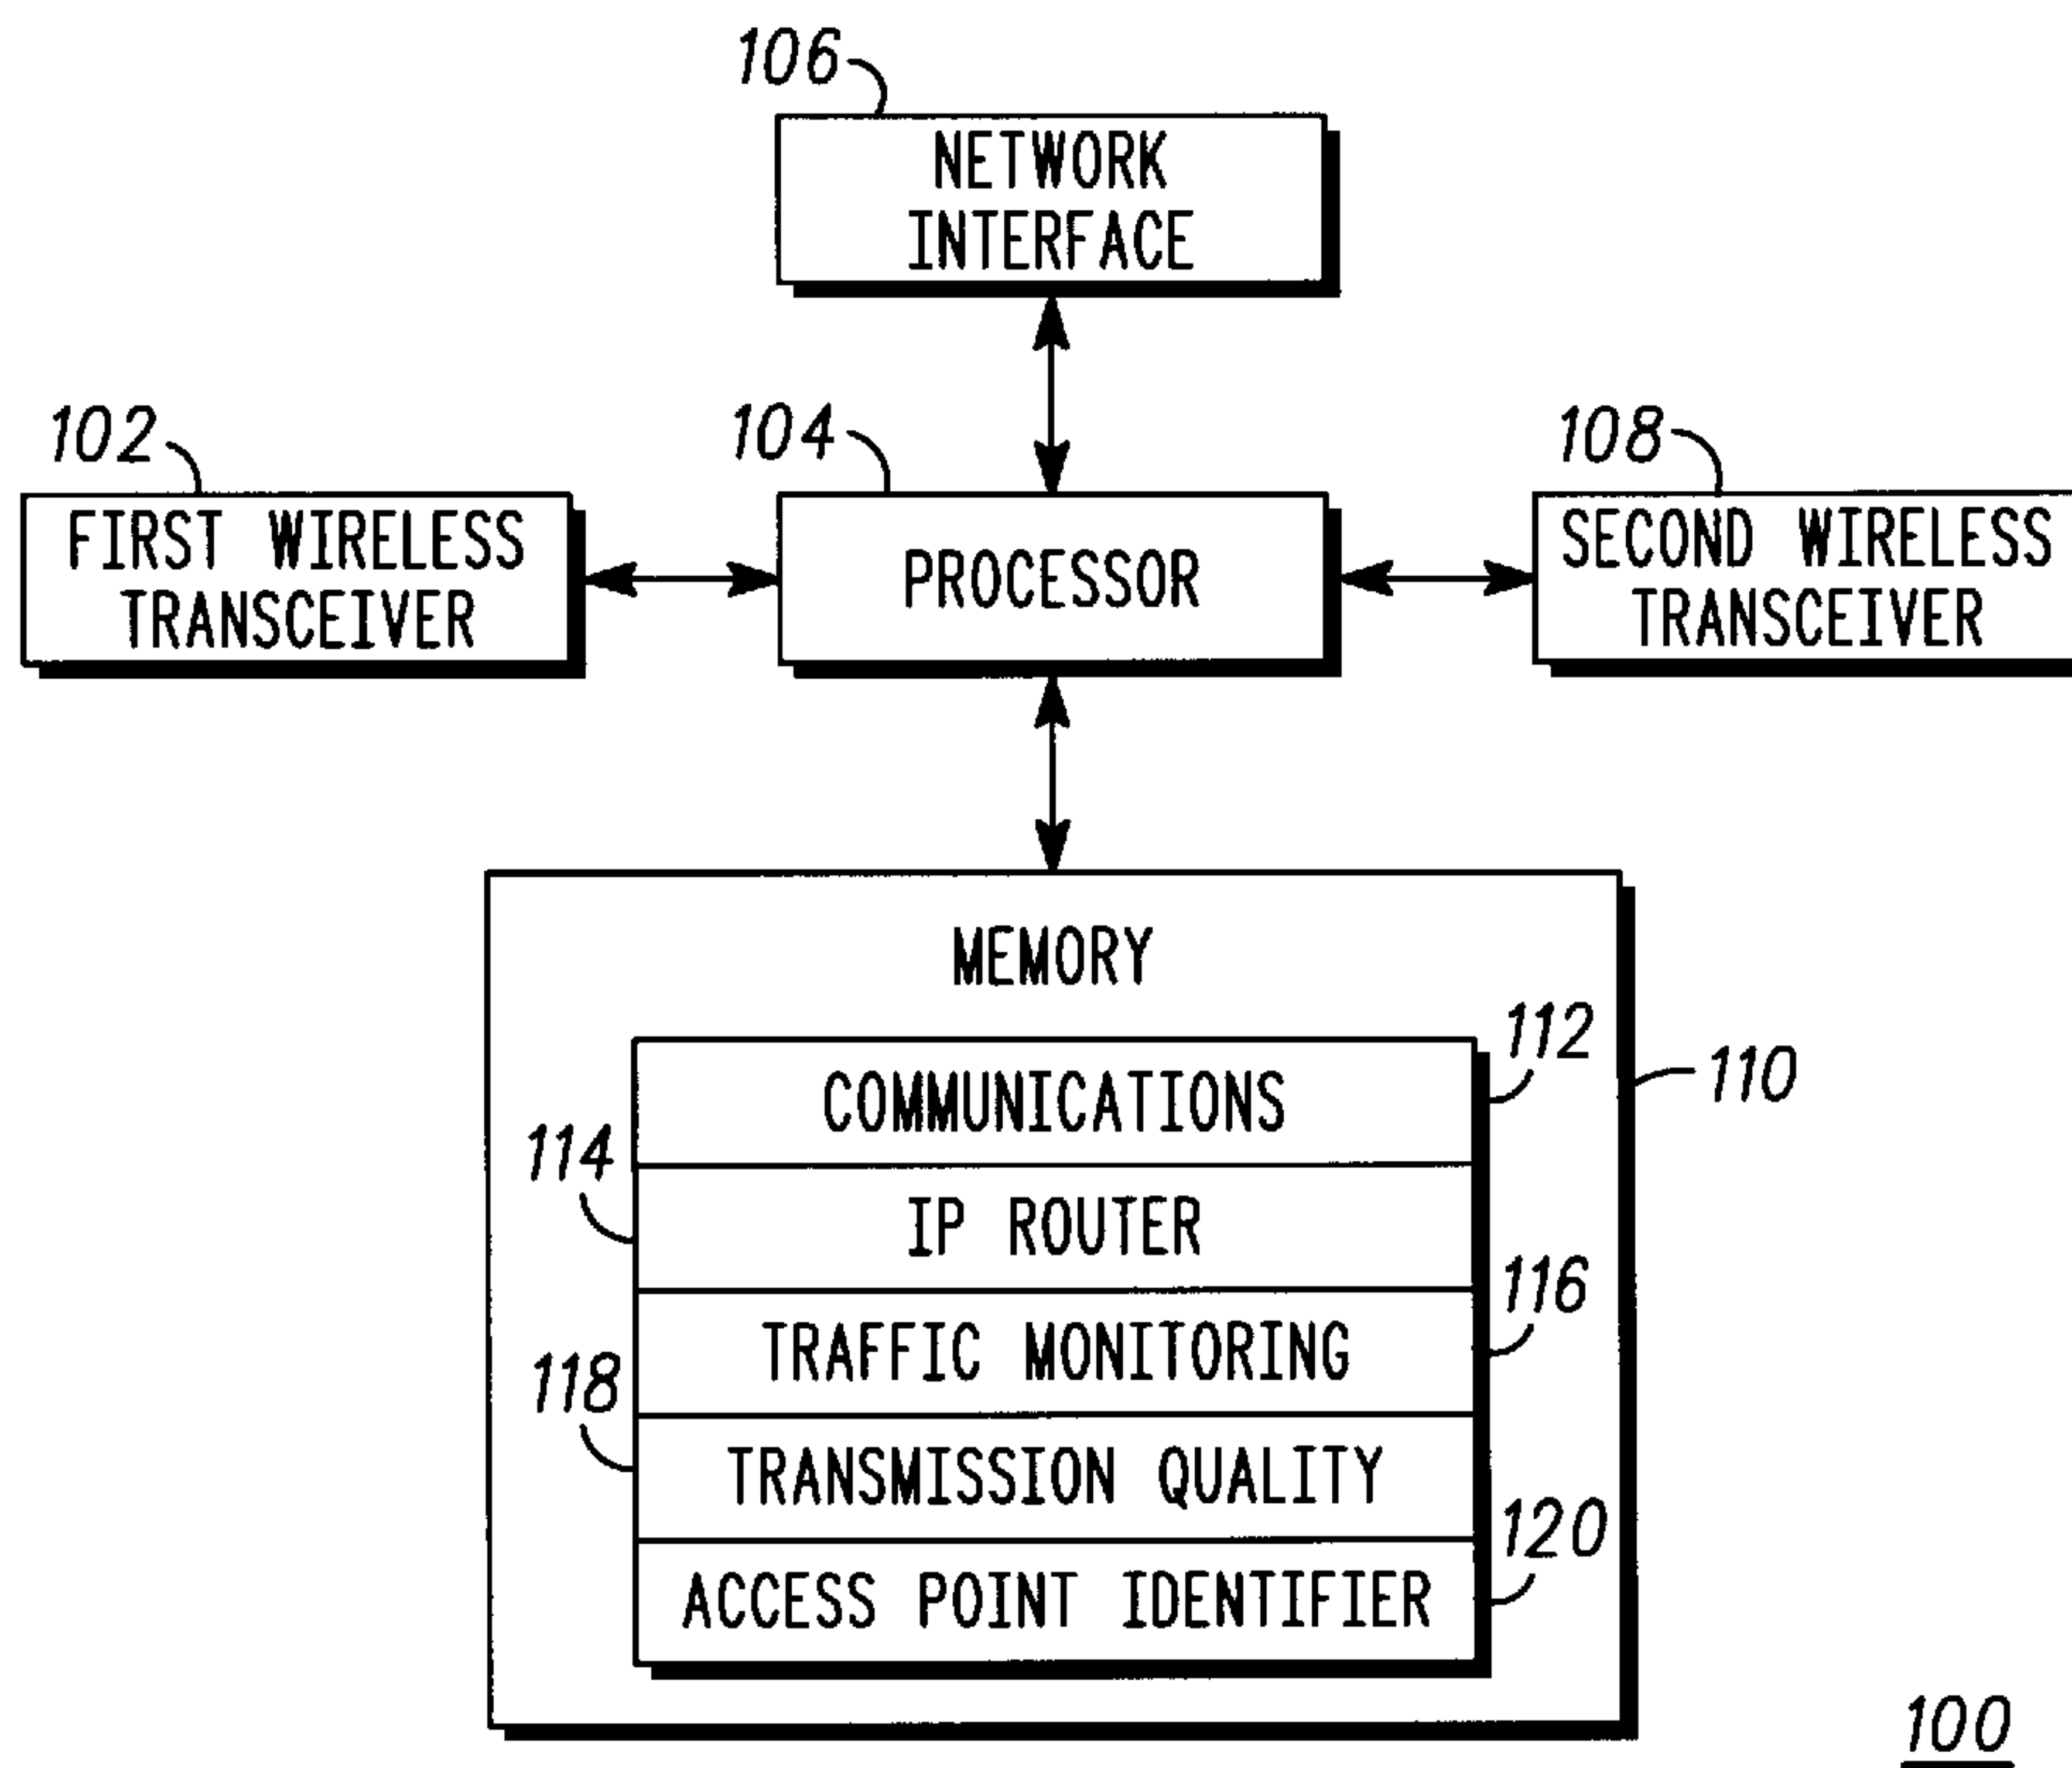 106
NETWORK
INTERFACE
102
104
108
FIRST WIRELESS
TRANSCEIVER
PROCESSOR
SECOND WIRELESS
TRANSCEIVER
MEMORY
112
110
COMMUNICATIONS
114
IP ROUTER
116
TRAFFIC MONITORING
118
TRANSMISSION QUALITY
120
ACCESS POINT IDENTIFIER
100